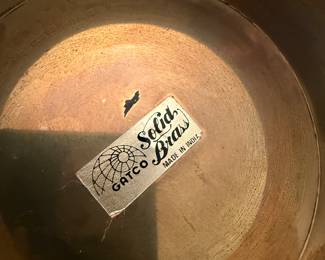 Solid
Brass
MADE IN INDIA
GATCO